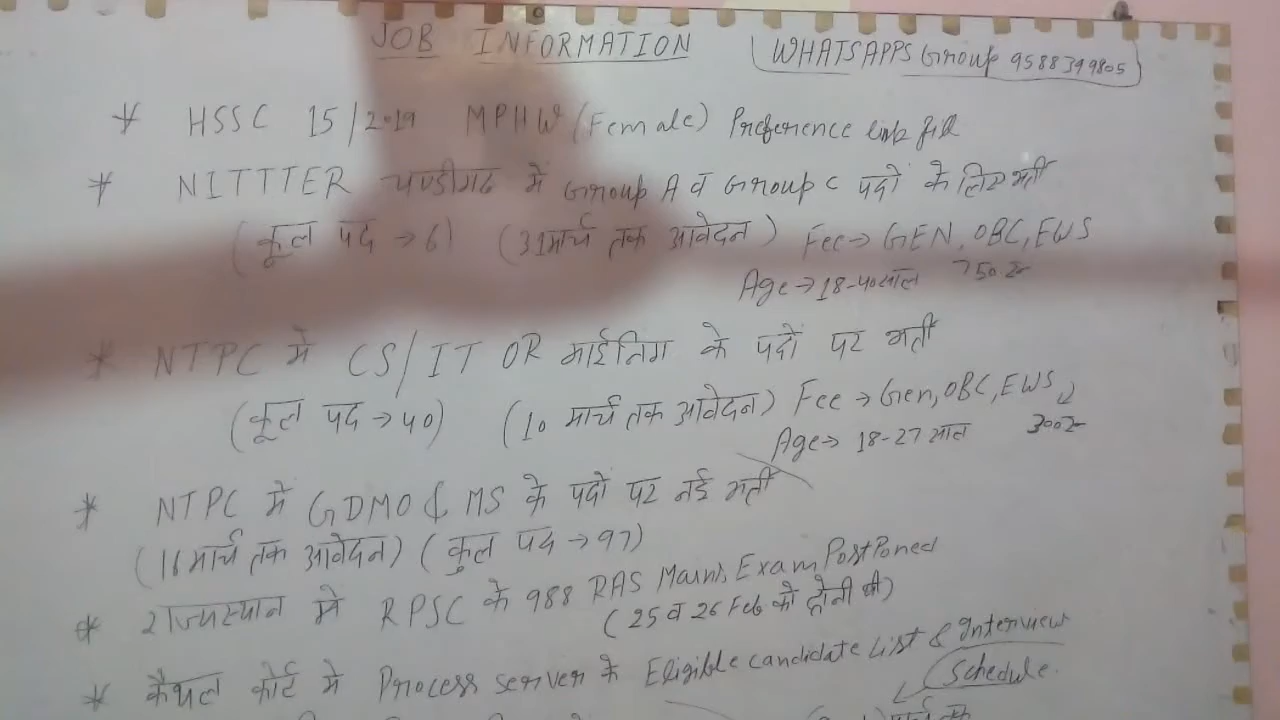 JOB INFORMATION
WHATSAPPS Group 9588399805
* HSSC 15/2019 MPHW (Female) Preference link fill
* NITTTER चण्डीगढ में Group A व Group C पदों के लिए भर्ती
(कूल पद → 6) (31मार्च तक आवेदन) Fee → GEN, OBC, EWS
Age → 18-40साल 750रु
* NTPC में CS/IT OR माईनिग के पदों पर भर्ती
(कूल पद → 40) (10 मार्च तक आवेदन) Fee → Gen, OBC, EWS
Age → 18-27 साल 300रु
* NTPC में GDMO & MS के पदो पर नई भर्ती
(16मार्च तक आवेदन) (कुल पद → 97)
* राज्यस्थान मे RPSC के 988 RAS Mains Exam PostPoned
(25 व 26 Feb को होनी थी)
* कैथल कोर्ट मे Process server के Eligible candidate List & Interview
Schedule.